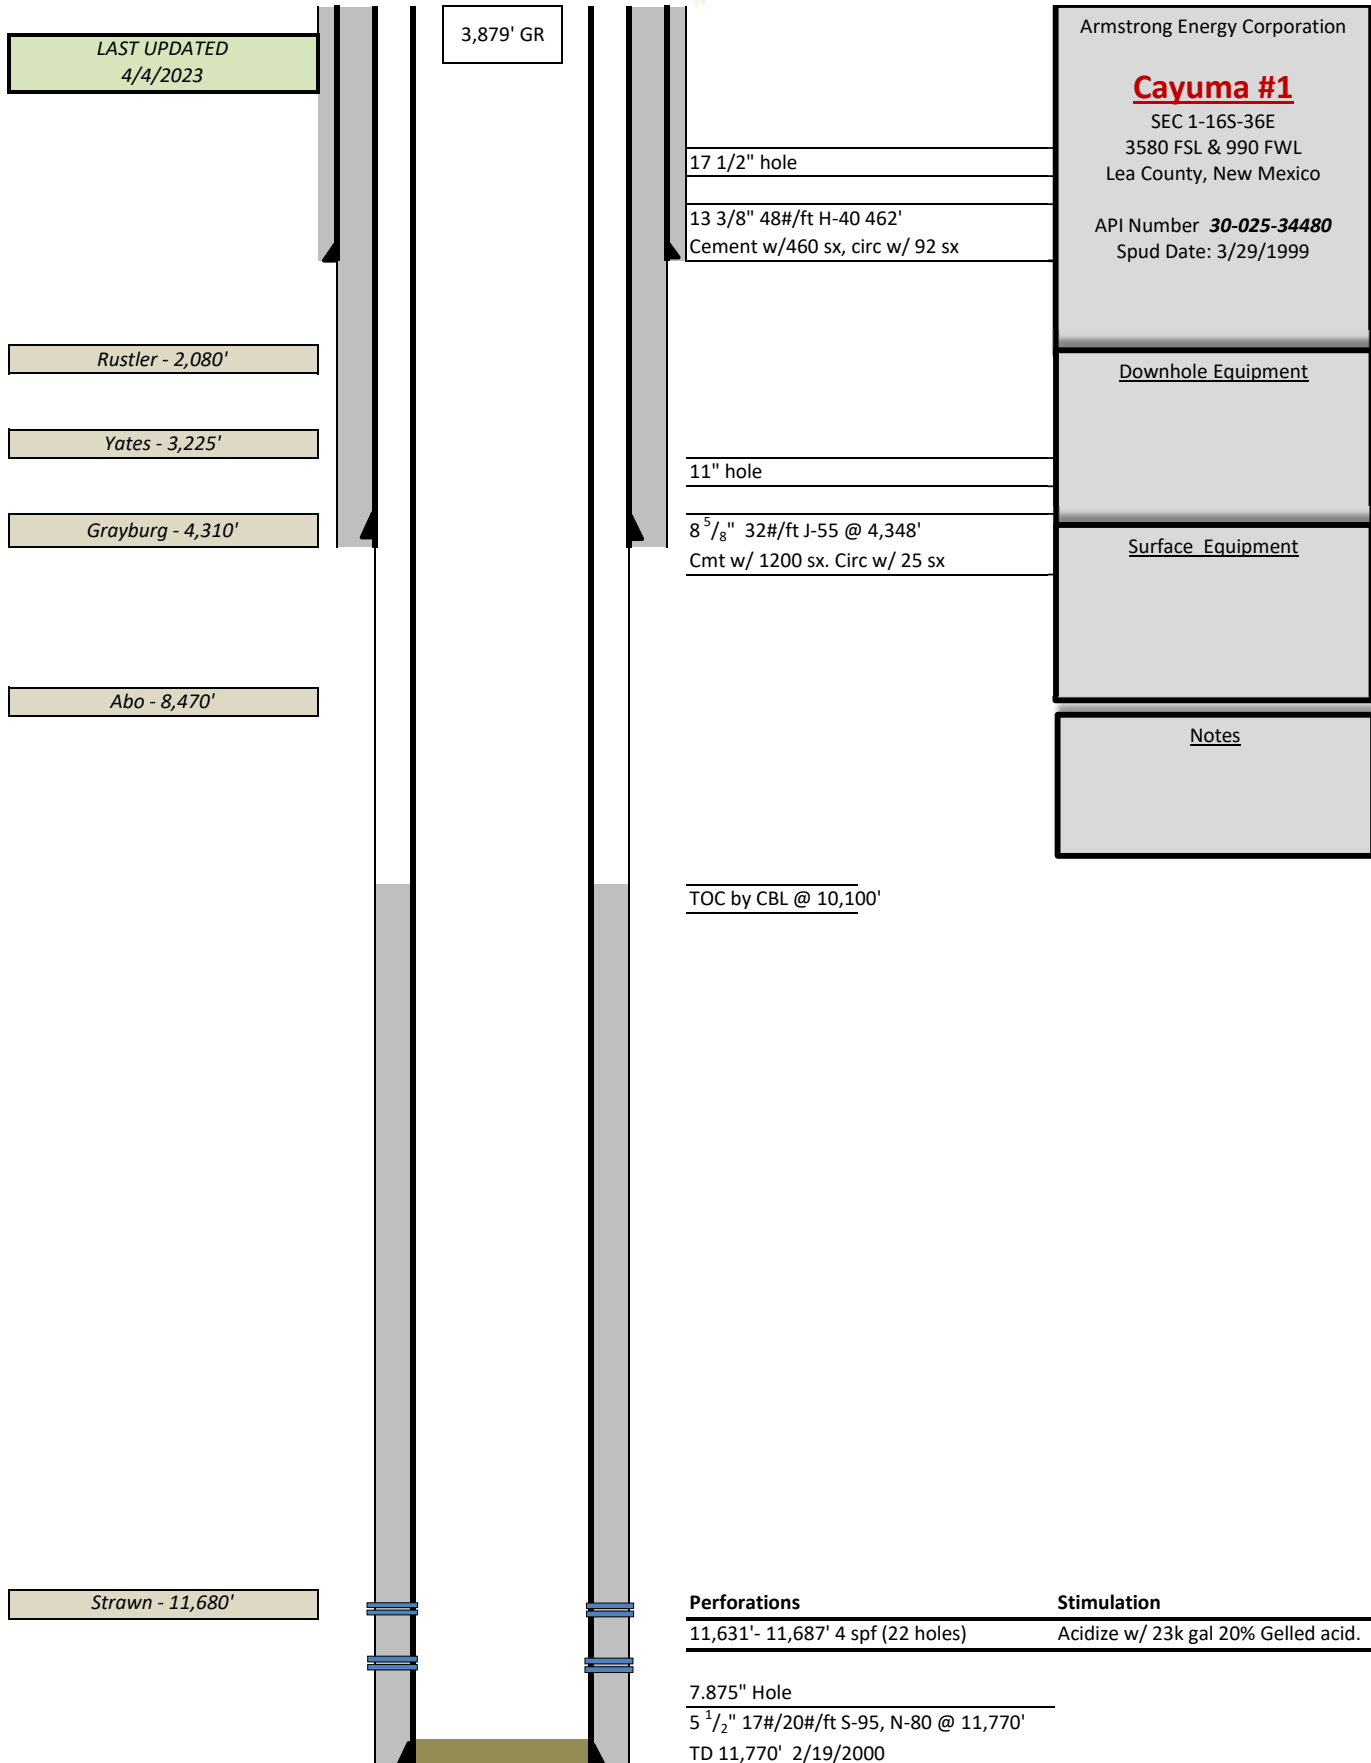 3,879' GR
LAST UPDATED
4/4/2023
Armstrong Energy Corporation
Cayuma #1
SEC 1-16S-36E
3580 FSL & 990 FWL
Lea County, New Mexico
API Number 30-025-34480
Spud Date: 3/29/1999
17 1/2" hole
13 3/8" 48#/ft H-40 462'
Cement w/460 sx, circ w/ 92 sx
Rustler - 2,080'
Downhole Equipment
Yates - 3,225'
11" hole
Grayburg - 4,310'
8 5/8" 32#/ft J-55 @ 4,348'
Cmt w/ 1200 sx. Circ w/ 25 sx
Surface Equipment
Abo - 8,470'
Notes
TOC by CBL @ 10,100'
Strawn - 11,680'
Perforations Stimulation
11,631'- 11,687' 4 spf (22 holes) Acidize w/ 23k gal 20% Gelled acid.
7.875" Hole
5 1/2" 17#/20#/ft S-95, N-80 @ 11,770'
TD 11,770' 2/19/2000